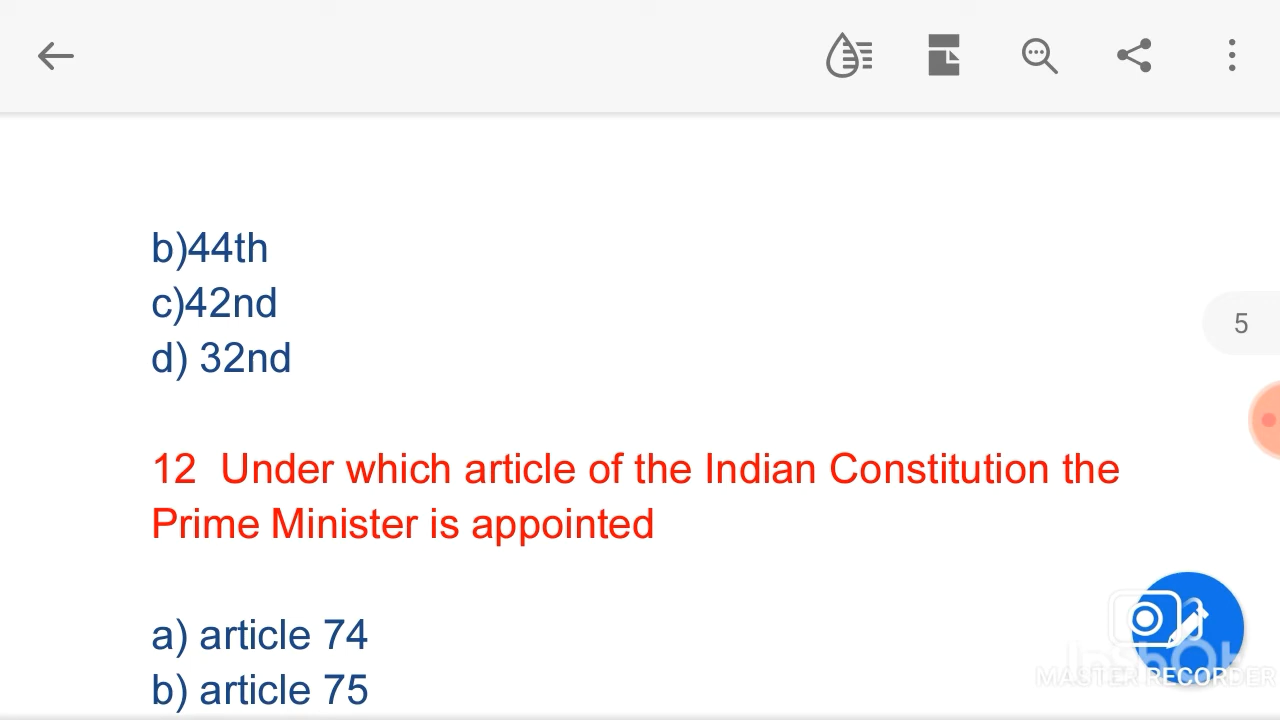 b)44th
c)42nd
d) 32nd
5
12  Under which article of the Indian Constitution the
Prime Minister is appointed
a) article 74
b) article 75
InShOt
MASTER RECORDER